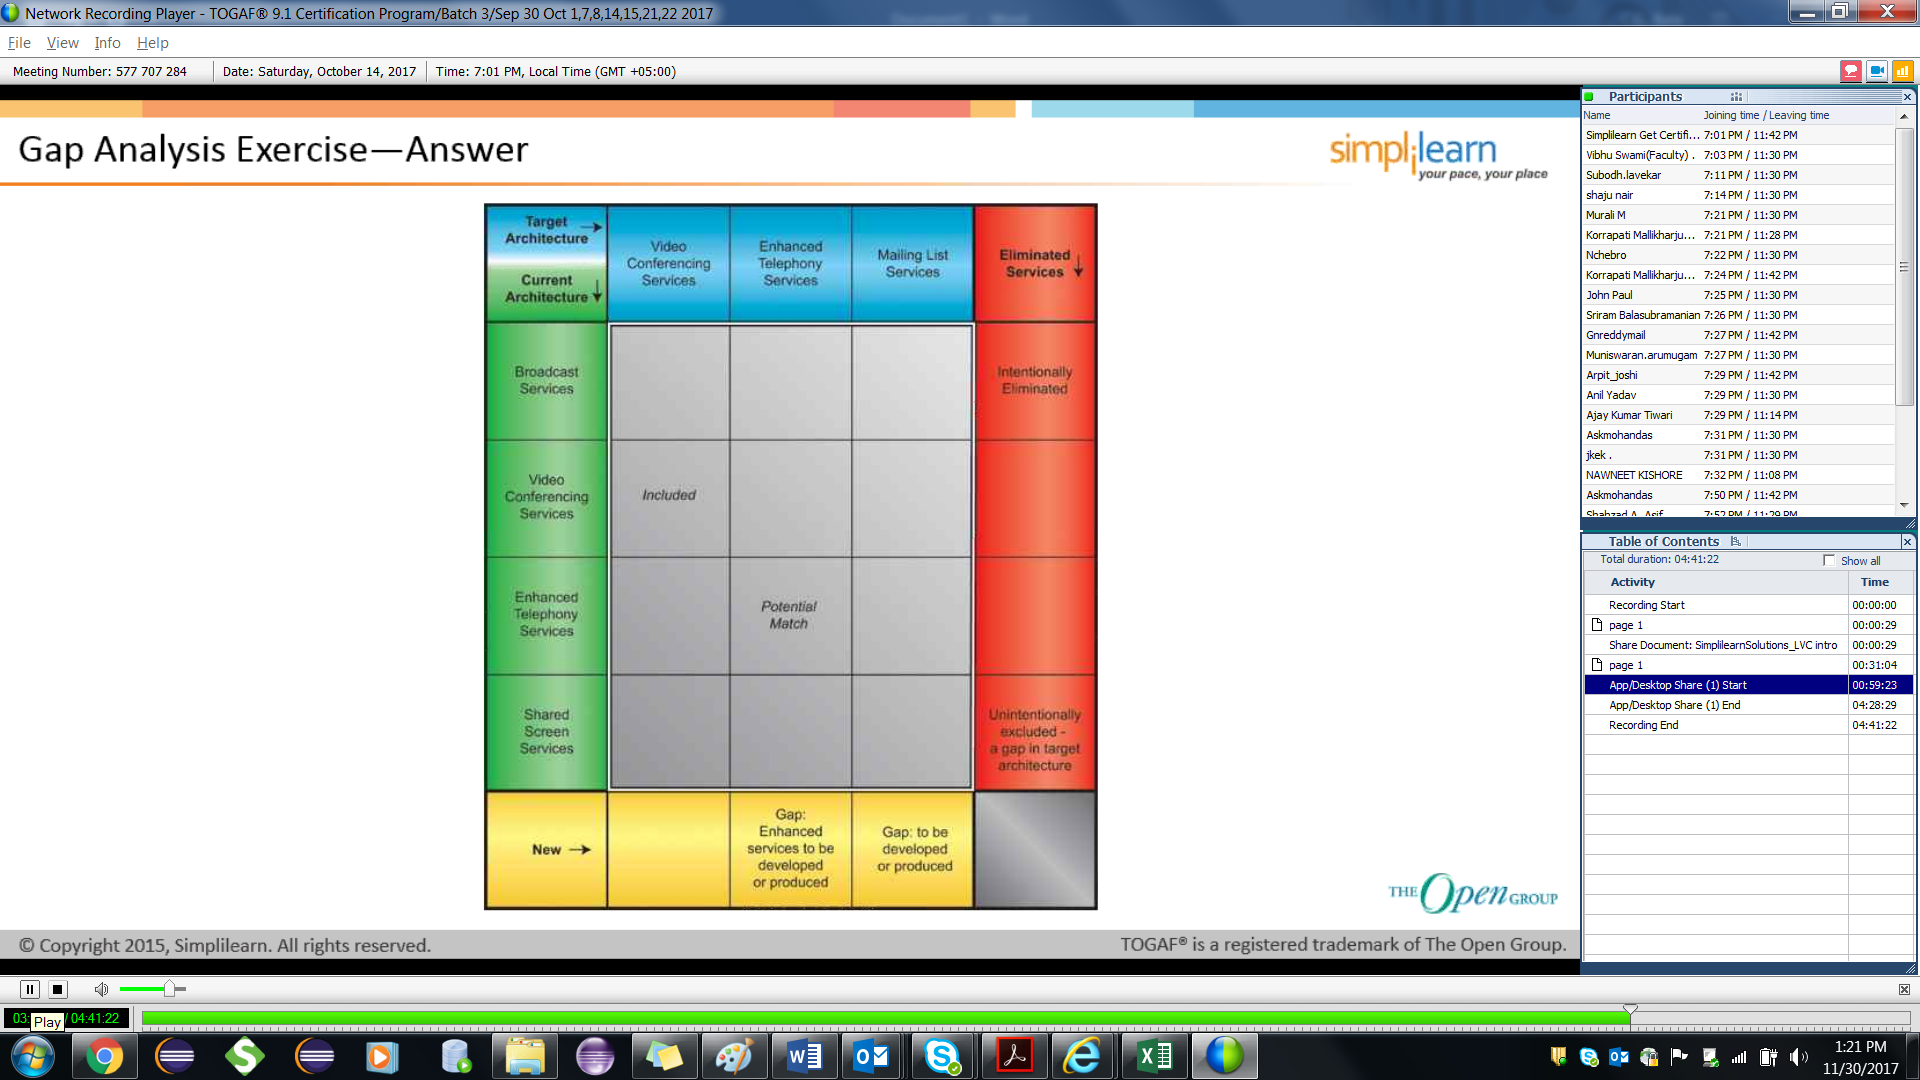 Network Recording Player - TOGAF® 9.1 Certification Program/Batch 3/Sep 30 Oct 1,7,8,14,15,21,22 2017
File View Info Help
Meeting Number: 577 707 284 Date: Saturday, October 14, 2017 Time: 7:01 PM, Local Time (GMT +05:00)
Gap Analysis Exercise—Answer
simplilearn
your pace, your place
Target
Architecture
Current
Architecture
Video
Conferencing
Services
Enhanced
Telephony
Services
Mailing List
Services
Eliminated
Services
Broadcast
Services
Intentionally
Eliminated
Video
Conferencing
Services
Included
Enhanced
Telephony
Services
Potential
Match
Shared
Screen
Services
Unintentionally
excluded -
a gap in target
architecture
New
Gap:
Enhanced
services to be
developed
or produced
Gap: to be
developed
or produced
THE Open GROUP
© Copyright 2015, Simplilearn. All rights reserved.
TOGAF® is a registered trademark of The Open Group.
Participants
Name Joining time / Leaving time
Simplilearn Get Certifi... 7:01 PM / 11:42 PM
Vibhu Swami(Faculty) . 7:03 PM / 11:30 PM
Subodh.lavekar 7:11 PM / 11:30 PM
shaju nair 7:14 PM / 11:30 PM
Murali M 7:21 PM / 11:30 PM
Korrapati Mallikharju... 7:21 PM / 11:28 PM
Nchebro 7:22 PM / 11:30 PM
Korrapati Mallikharju... 7:24 PM / 11:42 PM
John Paul 7:25 PM / 11:30 PM
Sriram Balasubramanian 7:26 PM / 11:30 PM
Gnreddymail 7:27 PM / 11:42 PM
Muniswaran.arumugam 7:27 PM / 11:30 PM
Arpit_joshi 7:29 PM / 11:42 PM
Anil Yadav 7:29 PM / 11:30 PM
Ajay Kumar Tiwari 7:29 PM / 11:14 PM
Askmohandas 7:31 PM / 11:30 PM
jkek . 7:31 PM / 11:30 PM
NAWNEET KISHORE 7:32 PM / 11:08 PM
Askmohandas 7:50 PM / 11:42 PM
Shahzad A. Asif 7:52 PM / 11:29 PM
Table of Contents
Total duration: 04:41:22 Show all
Activity Time
Recording Start 00:00:00
page 1 00:00:29
Share Document: SimplilearnSolutions_LVC intro 00:00:29
page 1 00:31:04
App/Desktop Share (1) Start 00:59:23
App/Desktop Share (1) End 04:28:29
Recording End 04:41:22
03: / 04:41:22
Play
1:21 PM
11/30/2017